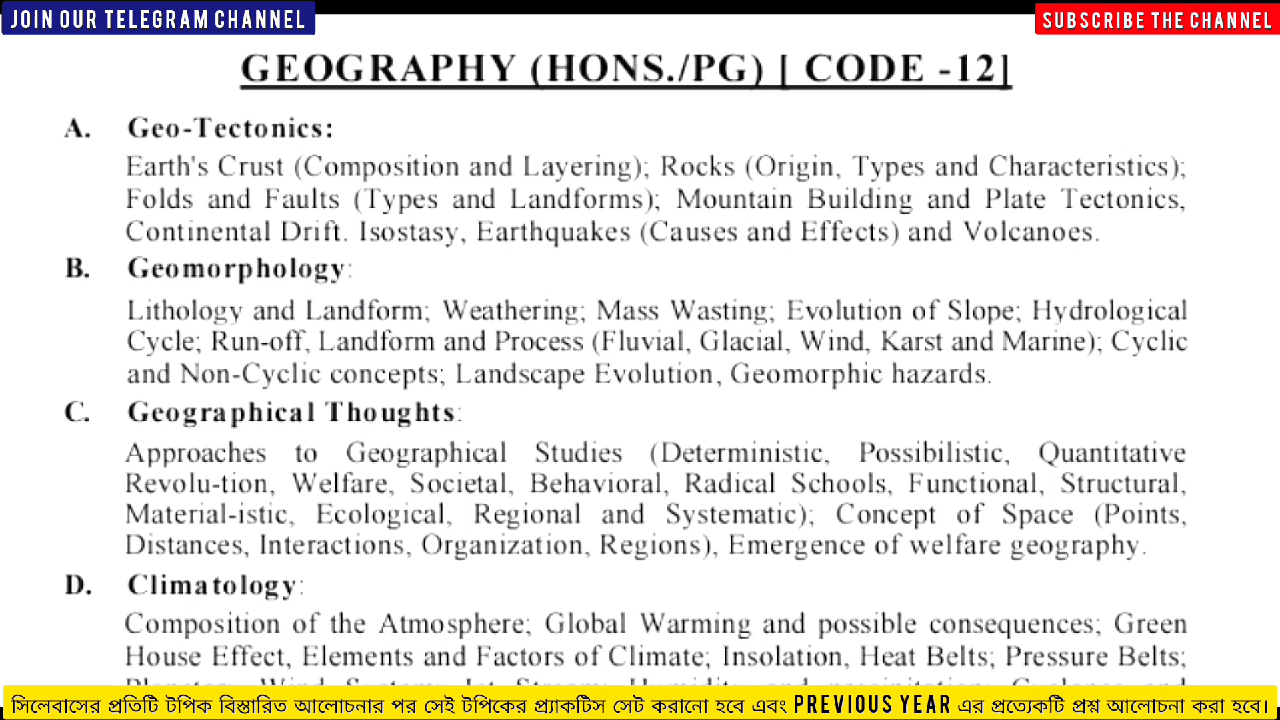 JOIN OUR TELEGRAM CHANNEL
SUBSCRIBE THE CHANNEL
GEOGRAPHY (HONS./PG) [ CODE -12]
A. Geo-Tectonics:
Earth's Crust (Composition and Layering); Rocks (Origin, Types and Characteristics);
Folds and Faults (Types and Landforms); Mountain Building and Plate Tectonics,
Continental Drift. Isostasy, Earthquakes (Causes and Effects) and Volcanoes.
B. Geomorphology:
Lithology and Landform; Weathering; Mass Wasting; Evolution of Slope; Hydrological
Cycle; Run-off, Landform and Process (Fluvial, Glacial, Wind, Karst and Marine); Cyclic
and Non-Cyclic concepts; Landscape Evolution, Geomorphic hazards.
C. Geographical Thoughts:
Approaches to Geographical Studies (Deterministic, Possibilistic, Quantitative
Revolu-tion, Welfare, Societal, Behavioral, Radical Schools, Functional, Structural,
Material-istic, Ecological, Regional and Systematic); Concept of Space (Points,
Distances, Interactions, Organization, Regions), Emergence of welfare geography.
D. Climatology:
Composition of the Atmosphere; Global Warming and possible consequences; Green
House Effect, Elements and Factors of Climate; Insolation, Heat Belts; Pressure Belts;
সিলেবাসের প্রতিটি টপিক বিস্তারিত আলোচনার পর সেই টপিকের প্র্যাকটিস সেট করানো হবে এবং PREVIOUS YEAR এর প্রত্যেকটি প্রশ্ন আলোচনা করা হবে।